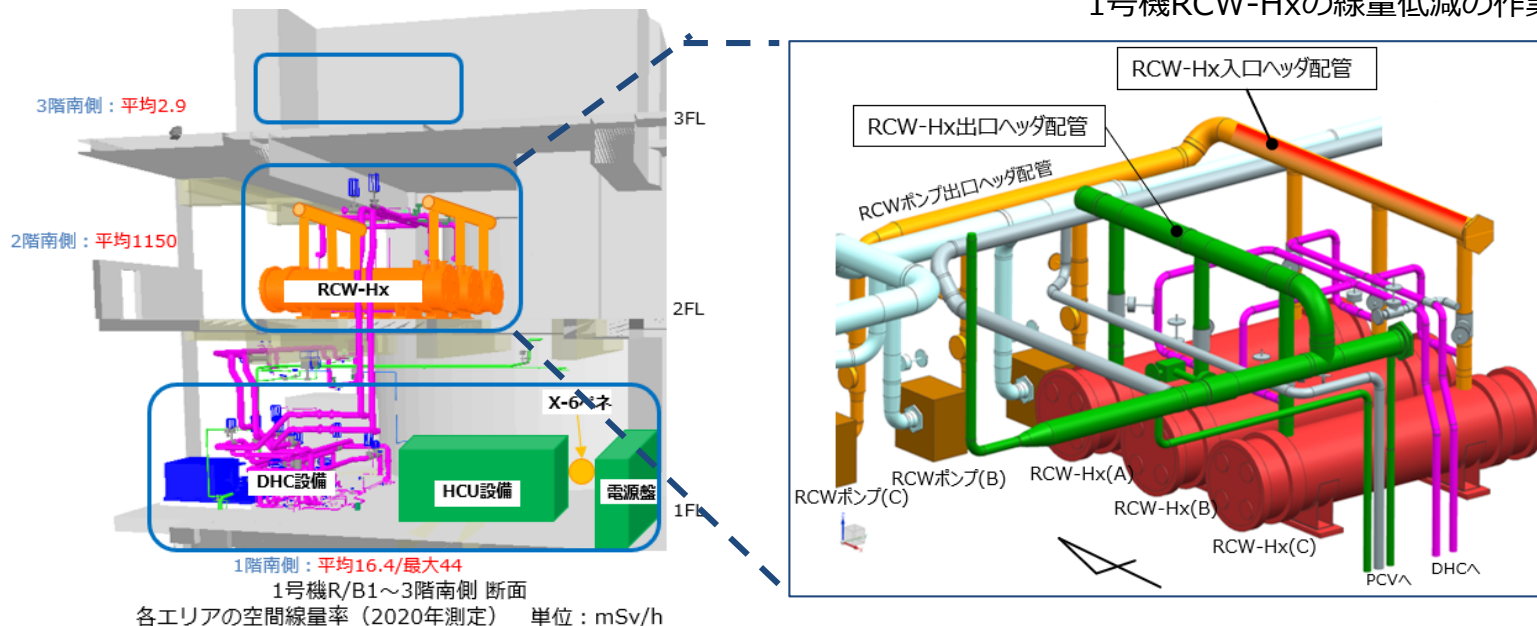 1号機RCW-Hxの線量低減の作業
3階南側：平均2.9
3FL
2階南側：平均1150
RCW-Hx
2FL
X-6ペネ
DHC設備
HCU設備
電源盤
1FL
1階南側：平均16.4/最大44
1号機R/B1～3階南側 断面
各エリアの空間線量率（2020年測定）　単位：mSv/h
RCW-Hx入口ヘッダ配管
RCW-Hx出口ヘッダ配管
RCWポンプ出口ヘッダ配管
RCWポンプ(C)
RCWポンプ(B)
RCW-Hx(A)
RCW-Hx(B)
RCW-Hx(C)
PCVへ
DHCへ